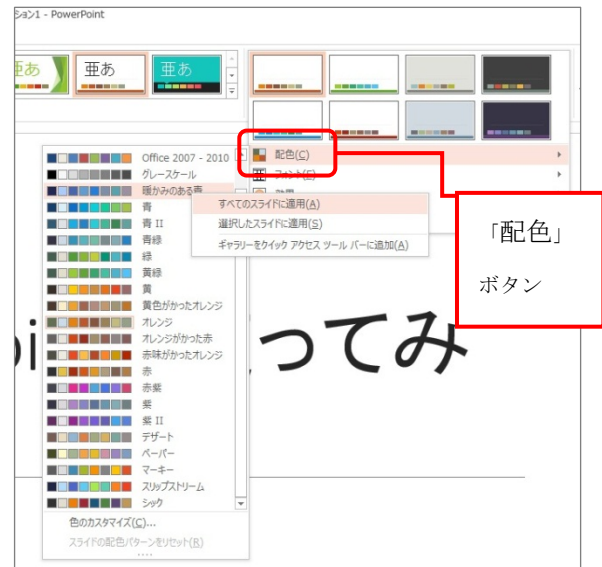 ション1 - PowerPoint
亜あ
亜あ
亜あ
配色(C)
フォント(E)
効果
Office 2007 - 2010
グレースケール
暖かみのある青
青
青 II
青緑
緑
黄緑
黄
黄色がかったオレンジ
オレンジ
オレンジがかった赤
赤味がかったオレンジ
赤
赤紫
紫
紫 II
デザート
ペーパー
マーキー
スリップストリーム
シック
色のカスタマイズ(C)...
スライドの配色パターンをリセット(R)
すべてのスライドに適用(A)
選択したスライドに適用(S)
ギャラリーをクイック アクセス ツール バーに追加(A)
「配色」
ボタン
ってみ